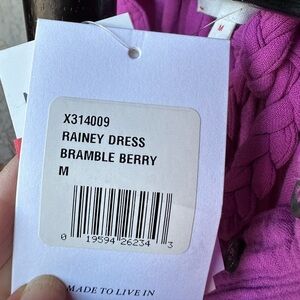 M
X314009
RAINEY DRESS
BRAMBLE BERRY
M
0 19594 26234 3
MADE TO LIVE IN